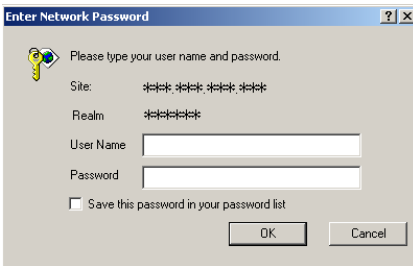 Enter Network Password
Please type your user name and password.
Site: ***.***.***.***
Realm ******
User Name
Password
Save this password in your password list
OK Cancel